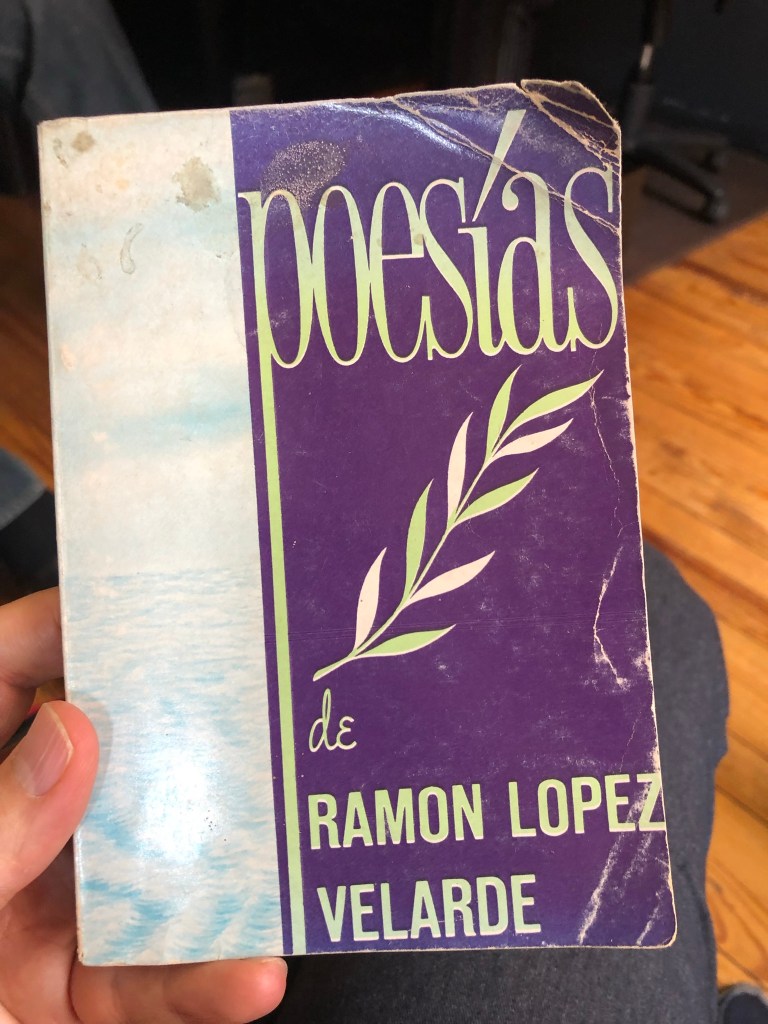 poesías
de
RAMON LOPEZ
VELARDE